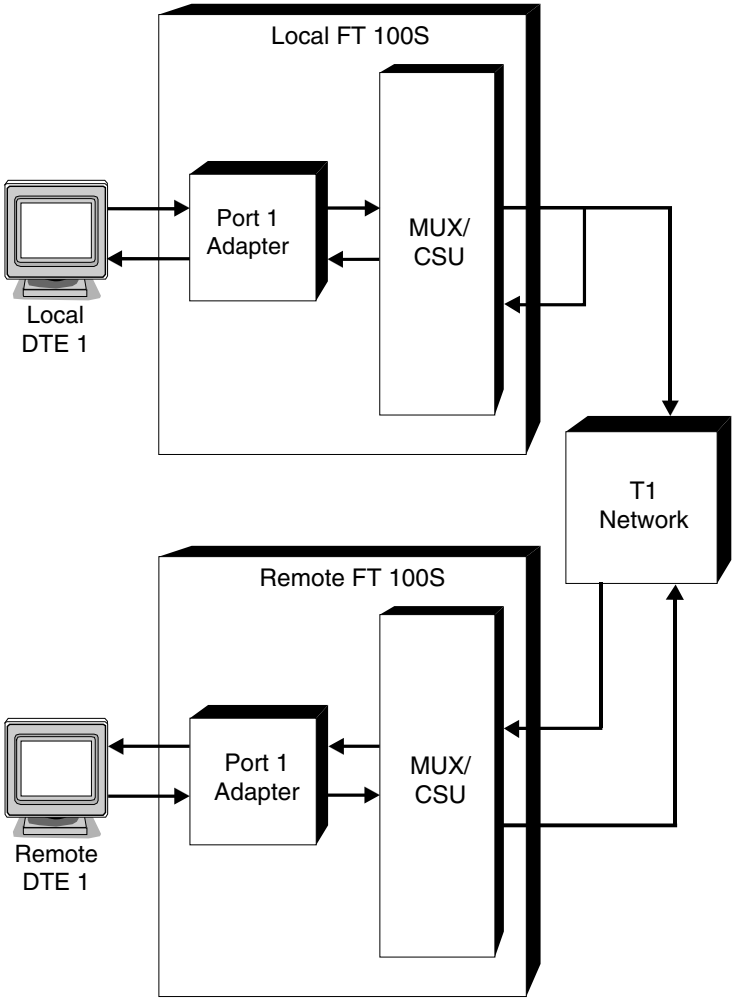 Local FT 100S
Port 1
Adapter
MUX/
CSU
Local
DTE 1
T1
Network
Remote FT 100S
Port 1
Adapter
MUX/
CSU
Remote
DTE 1